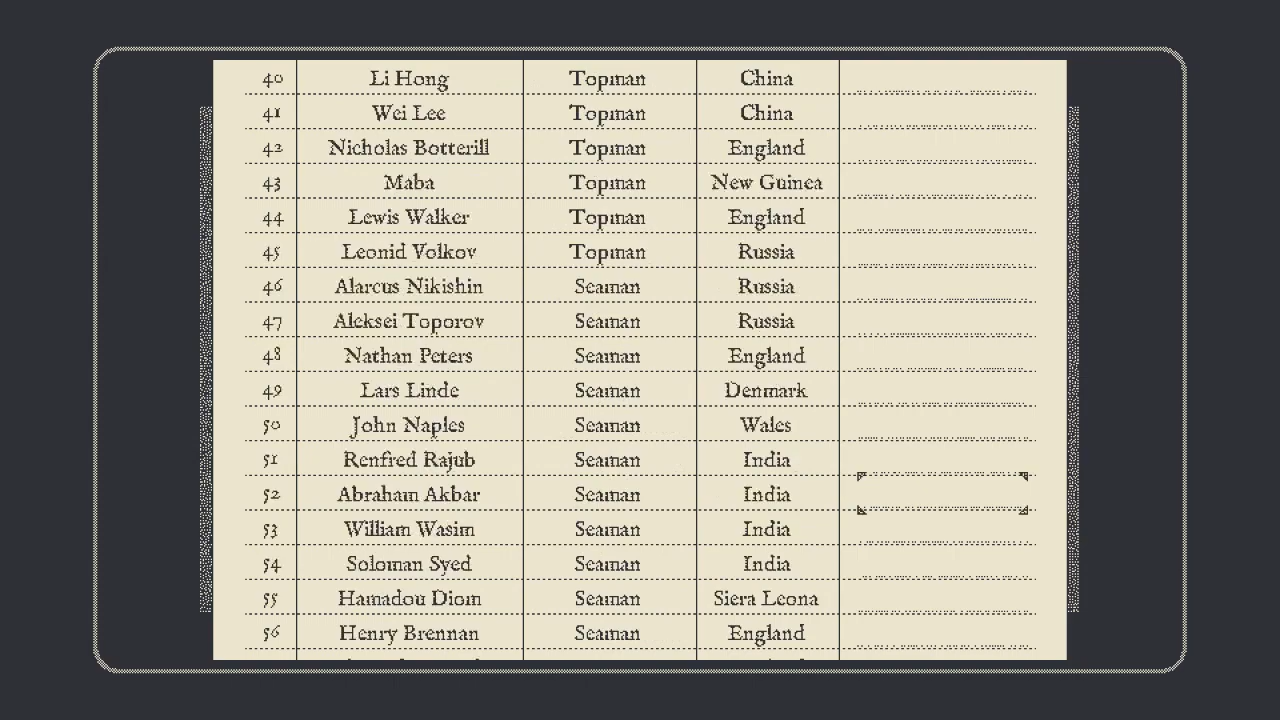 40 Li Hong Topman China
41 Wei Lee Topman China
42 Nicholas Botterill Topman England
43 Maba Topman New Guinea
44 Lewis Walker Topman England
45 Leonid Volkov Topman Russia
46 Alarcus Nikishin Seaman Russia
47 Aleksei Toporov Seaman Russia
48 Nathan Peters Seaman England
49 Lars Linde Seaman Denmark
50 John Naples Seaman Wales
51 Renfred Rajub Seaman India
52 Abraham Akbar Seaman India
53 William Wasim Seaman India
54 Soloman Syed Seaman India
55 Hamadou Diom Seaman Siera Leona
56 Henry Brennan Seaman England